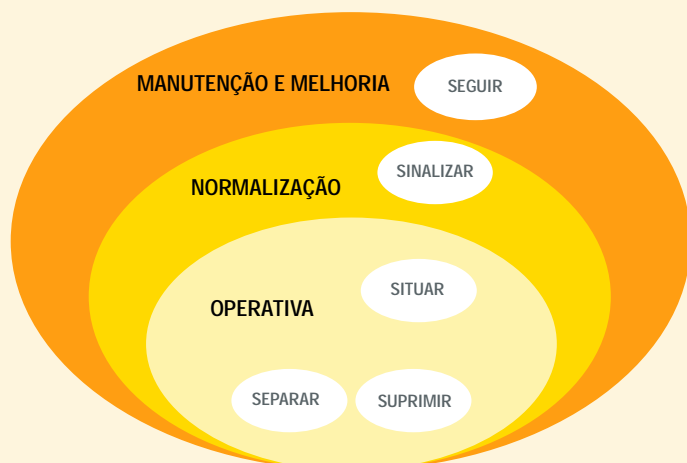 MANUTENÇÃO E MELHORIA
SEGUIR
SINALIZAR
NORMALIZAÇÃO
SITUAR
OPERATIVA
SEPARAR
SUPRIMIR